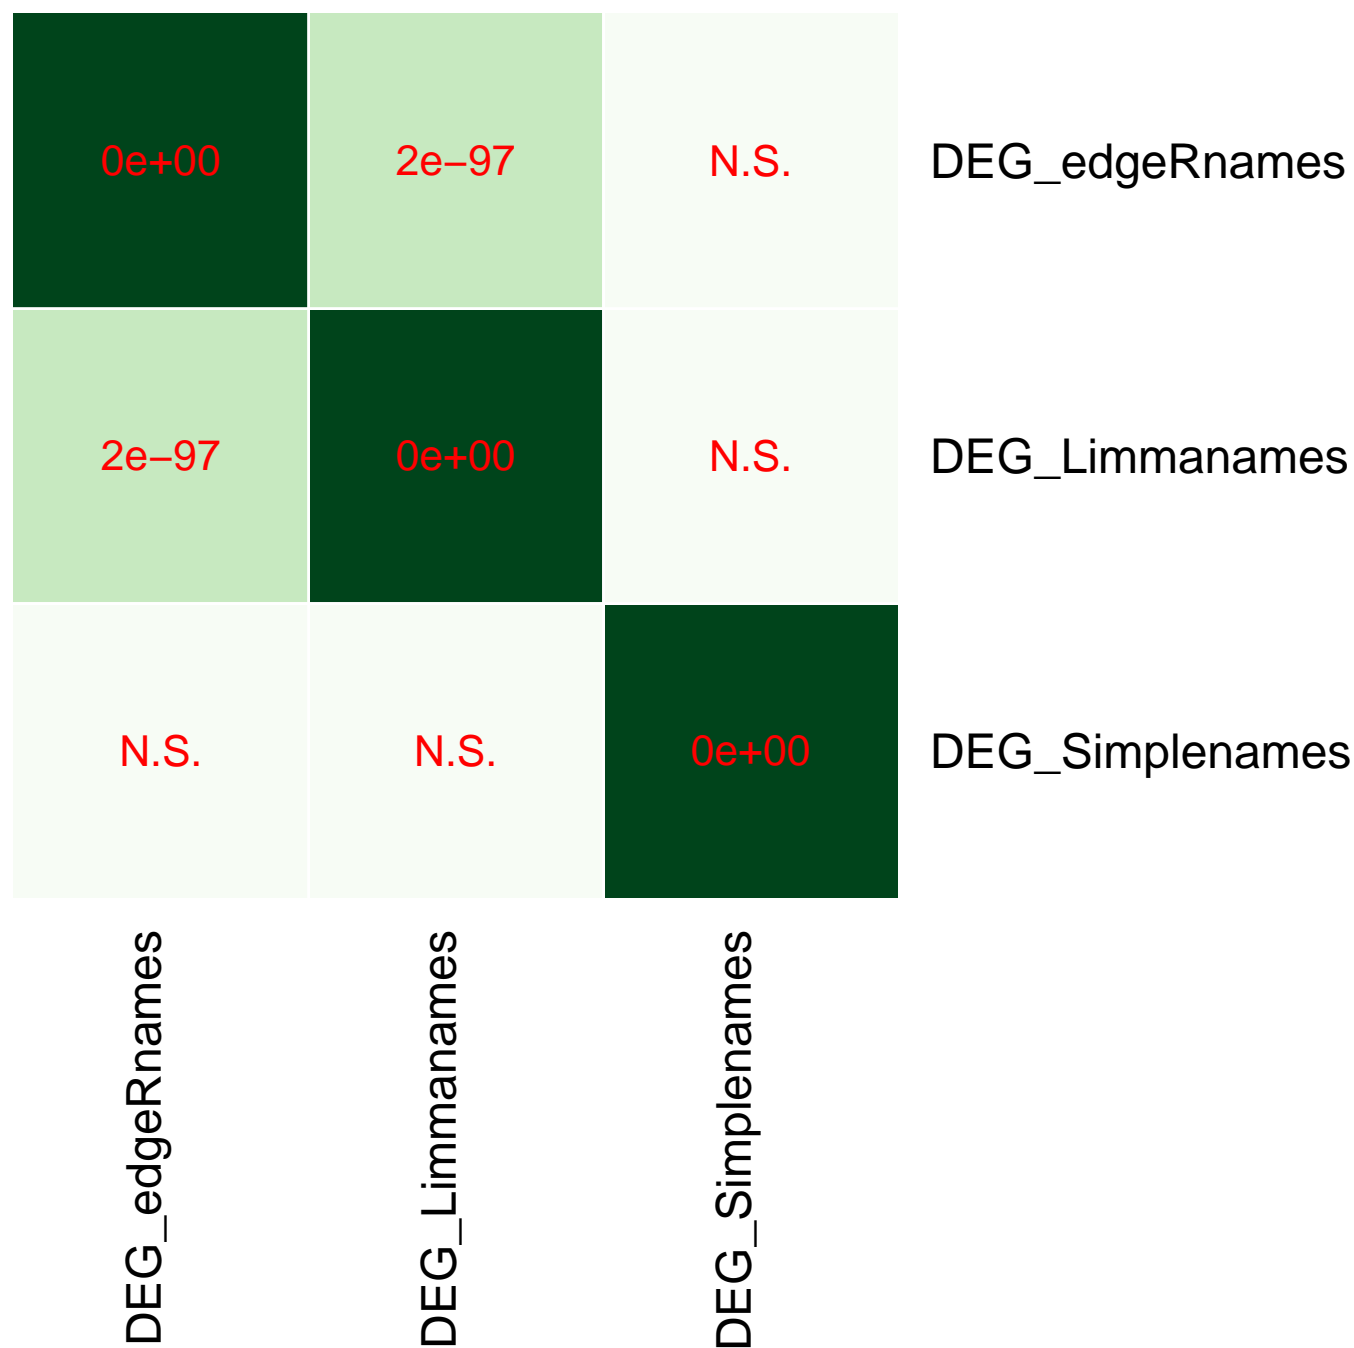 0e+00 2e−97 N.S. DEG_edgeRnames
2e−97 0e+00 N.S. DEG_Limmanames
N.S. N.S. 0e+00 DEG_Simplenames
DEG_edgeRnames
DEG_Limmanames
DEG_Simplenames